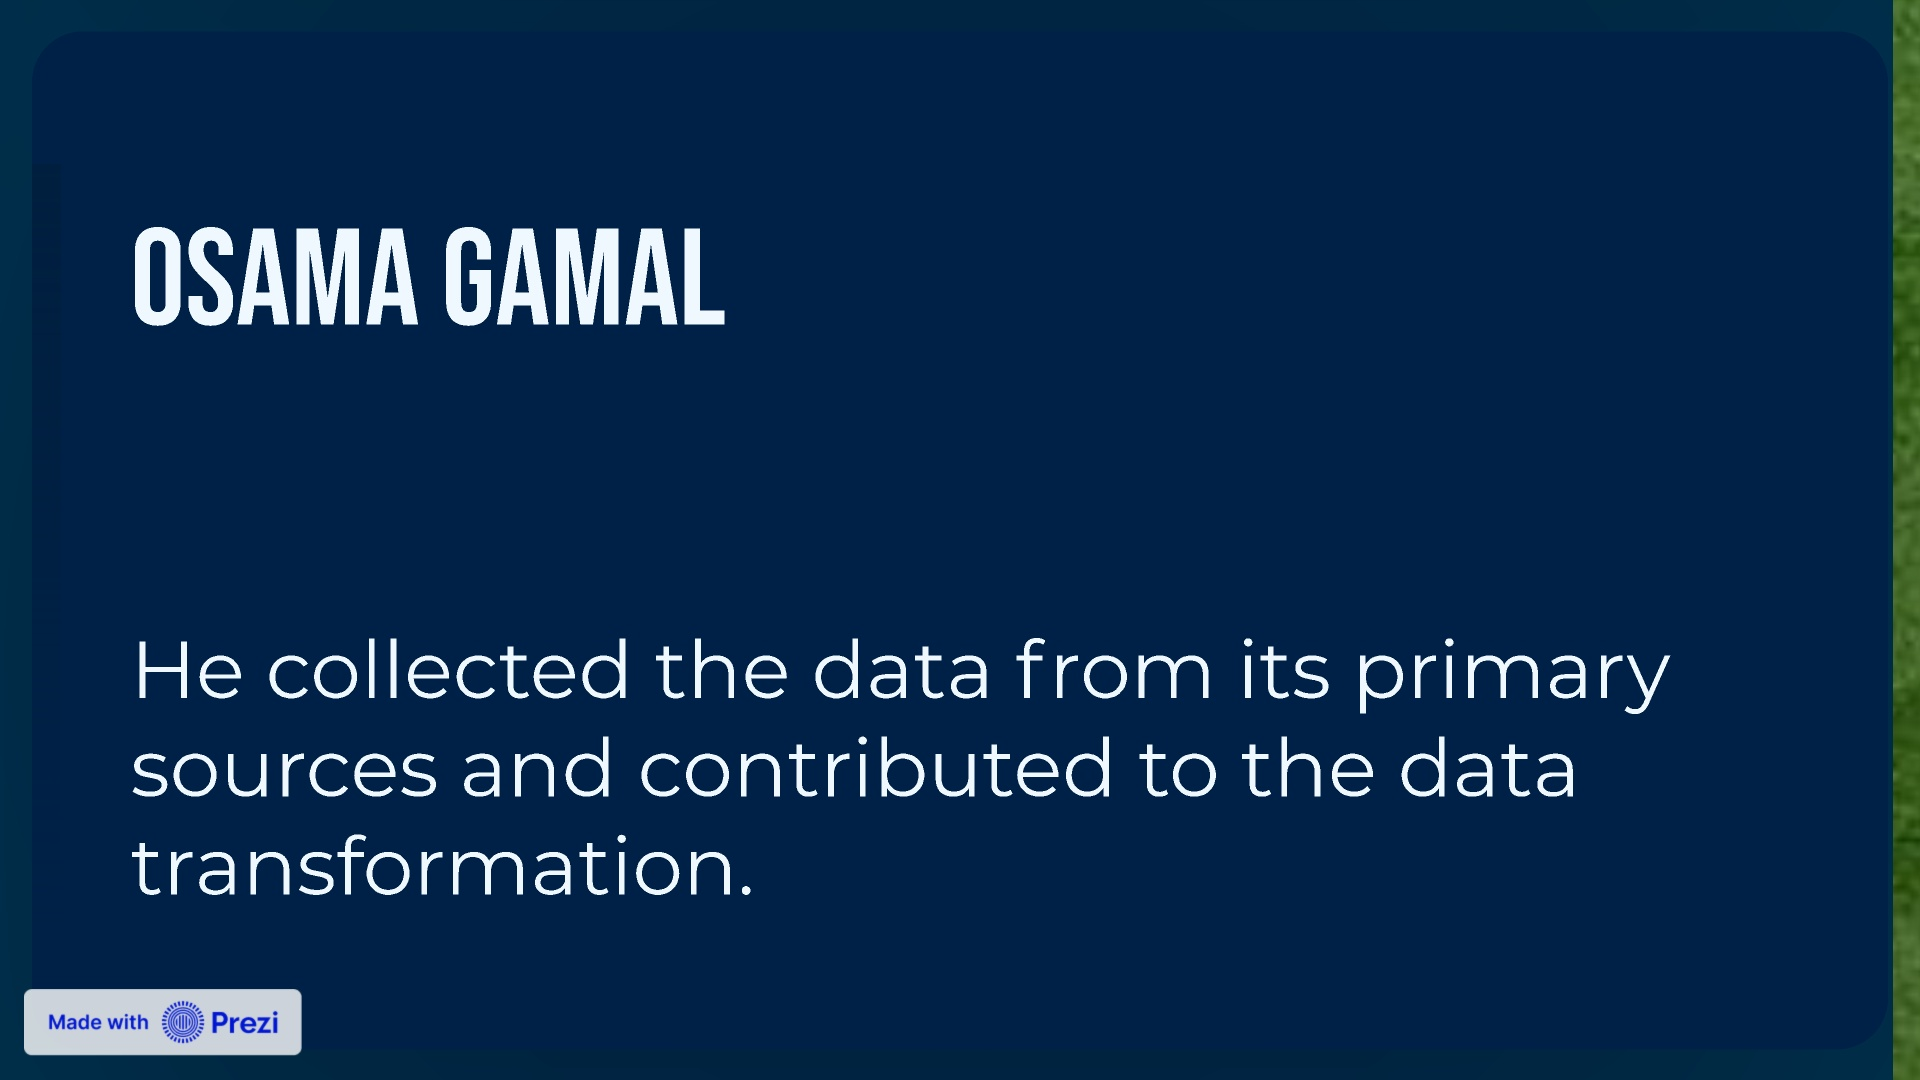 OSAMA GAMAL
He collected the data from its primary
sources and contributed to the data
transformation.
Made with Prezi